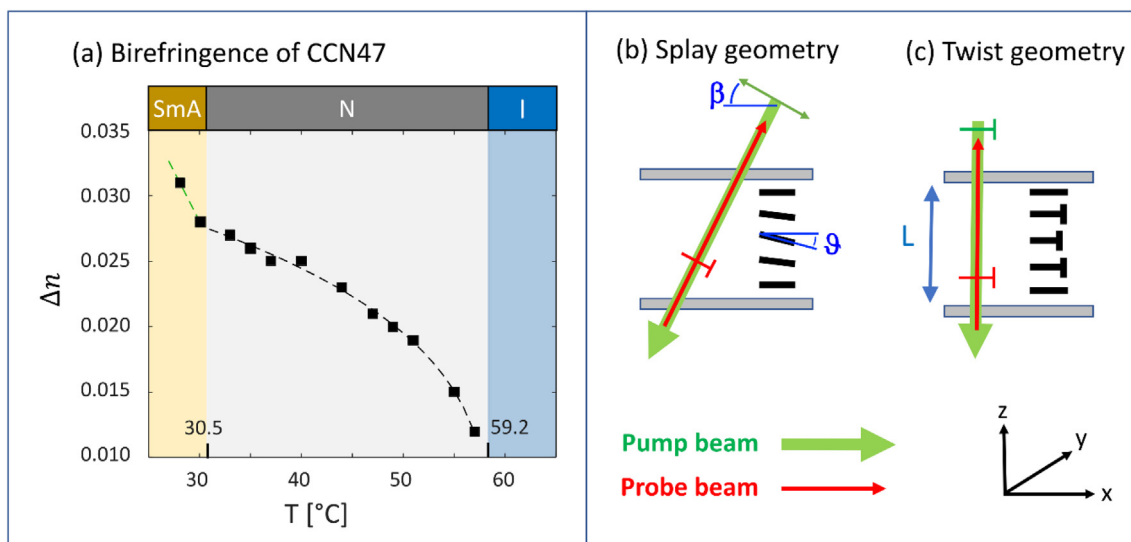 (a) Birefringence of CCN47
SmA N I
0.035
0.030
0.025
0.020
0.015
0.010
Δn
30.5
59.2
30 40 50 60
T [°C]
(b) Splay geometry
β
ϑ
Pump beam
Probe beam
(c) Twist geometry
L
z
y
x